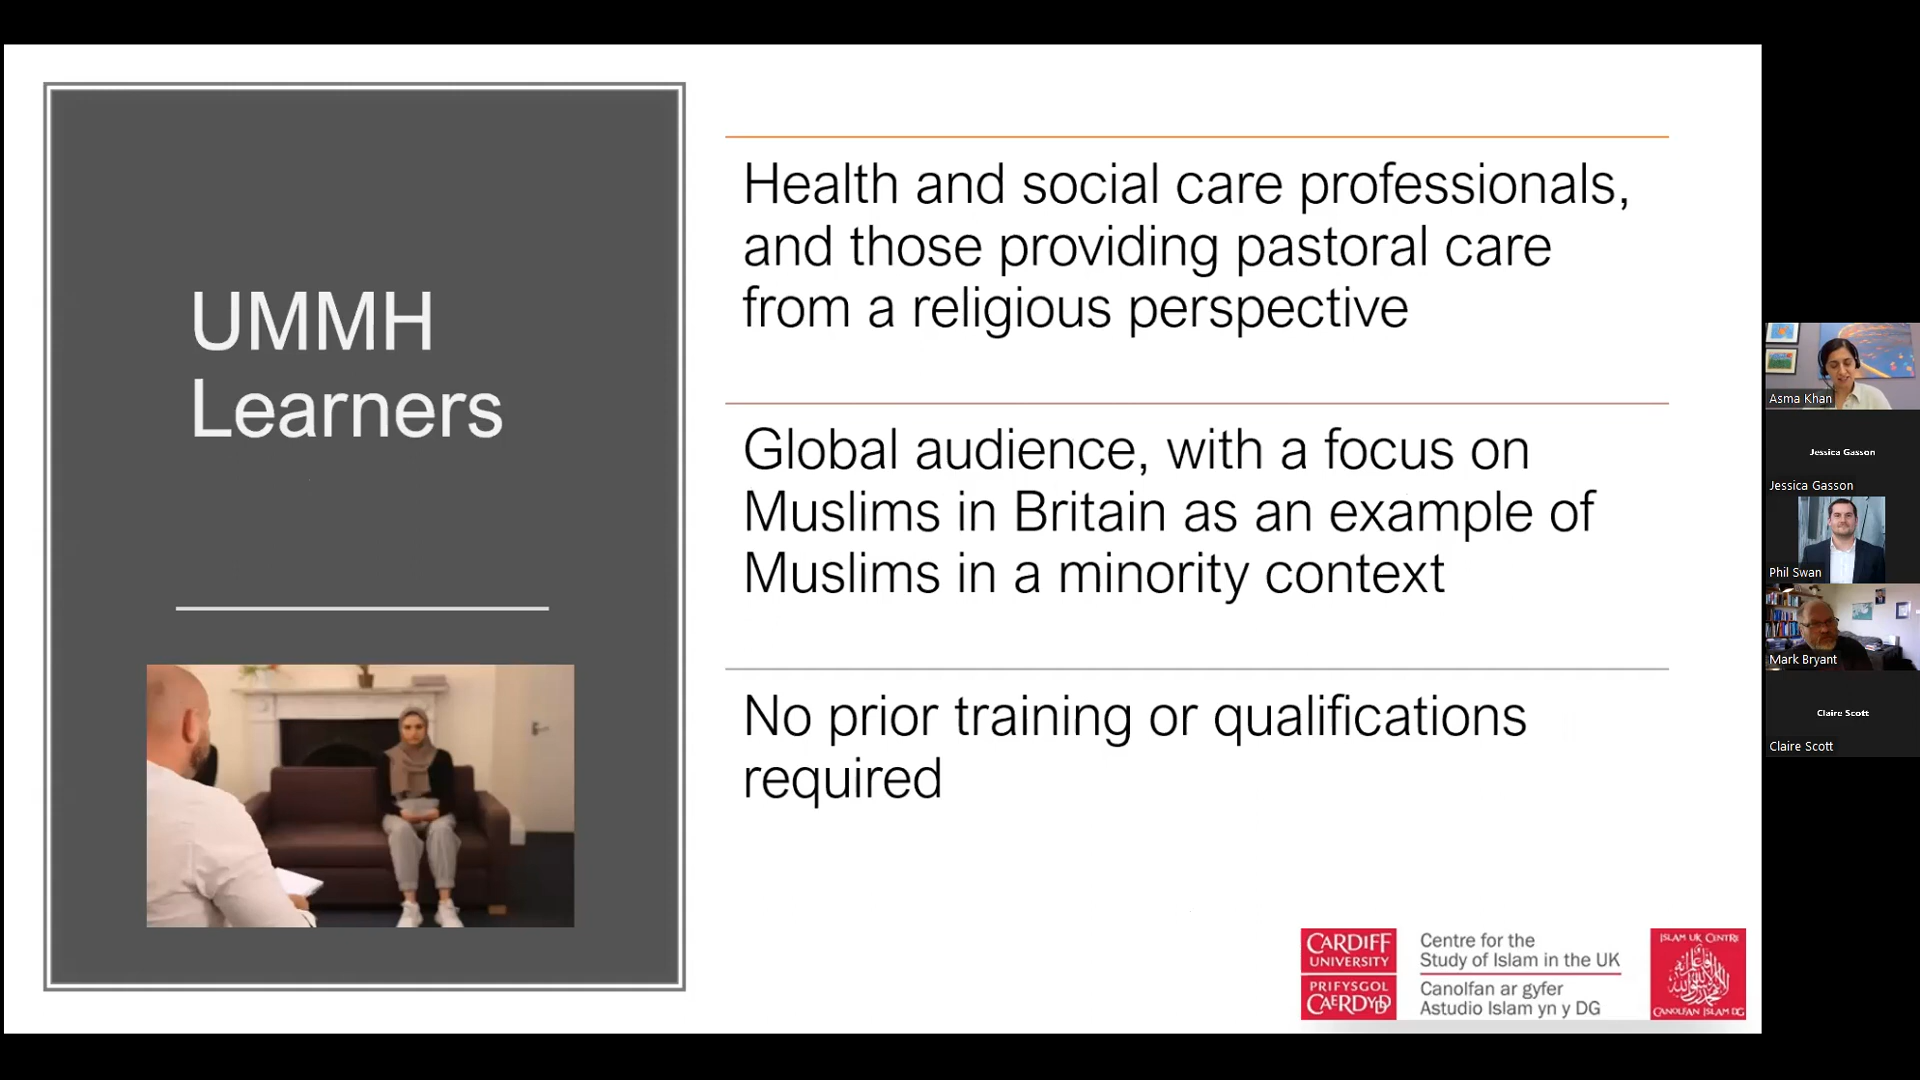 UMMH
Learners
Health and social care professionals,
and those providing pastoral care
from a religious perspective
Global audience, with a focus on
Muslims in Britain as an example of
Muslims in a minority context
No prior training or qualifications
required
CARDIFF
UNIVERSITY
PRIFYSGOL
CAERDYDD
Centre for the
Study of Islam in the UK
Canolfan ar gyfer
Astudio Islam yn y DG
ISLAM UK CENTRE
CANOLFAN ISLAM DG
Asma Khan
Jessica Gasson
Jessica Gasson
Phil Swan
Mark Bryant
Claire Scott
Claire Scott